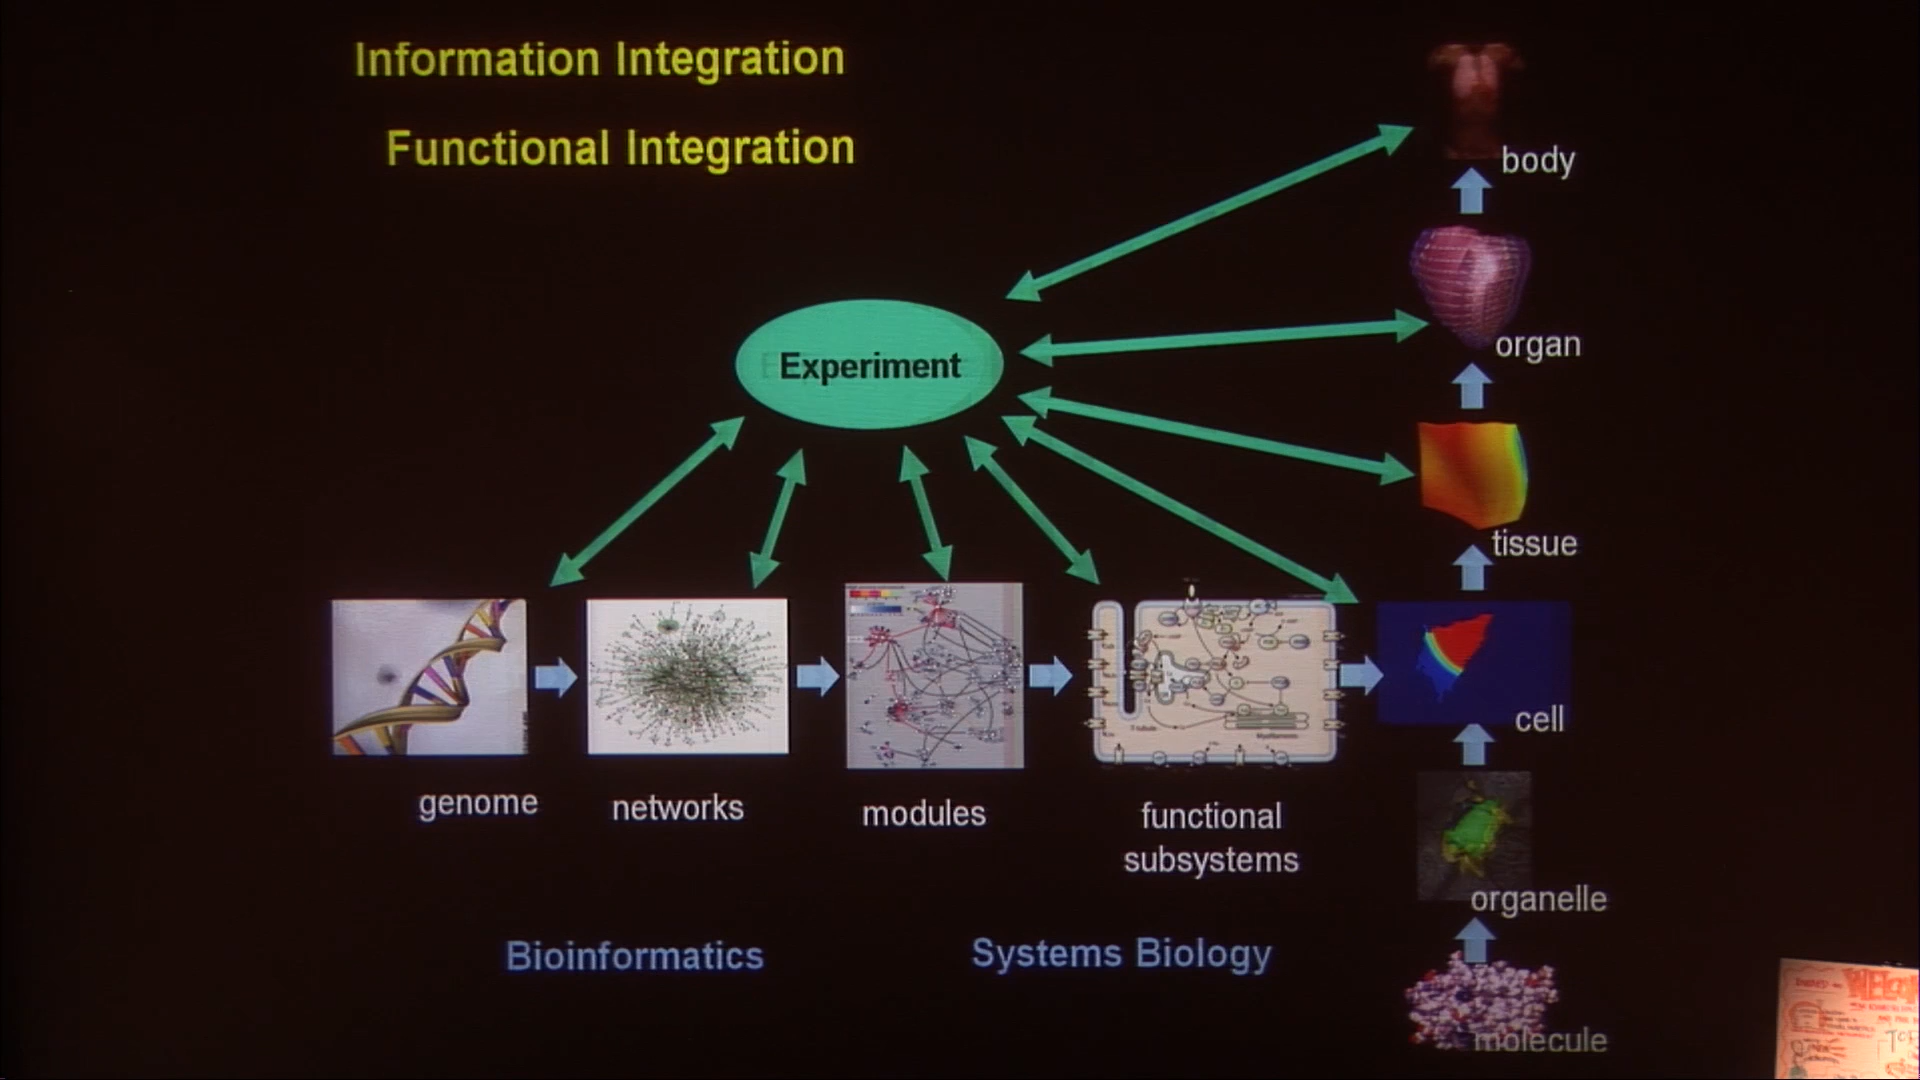 Information Integration
Functional Integration
body
organ
Experiment
tissue
cell
genome
networks
modules
functional
subsystems
organelle
Bioinformatics
Systems Biology
molecule